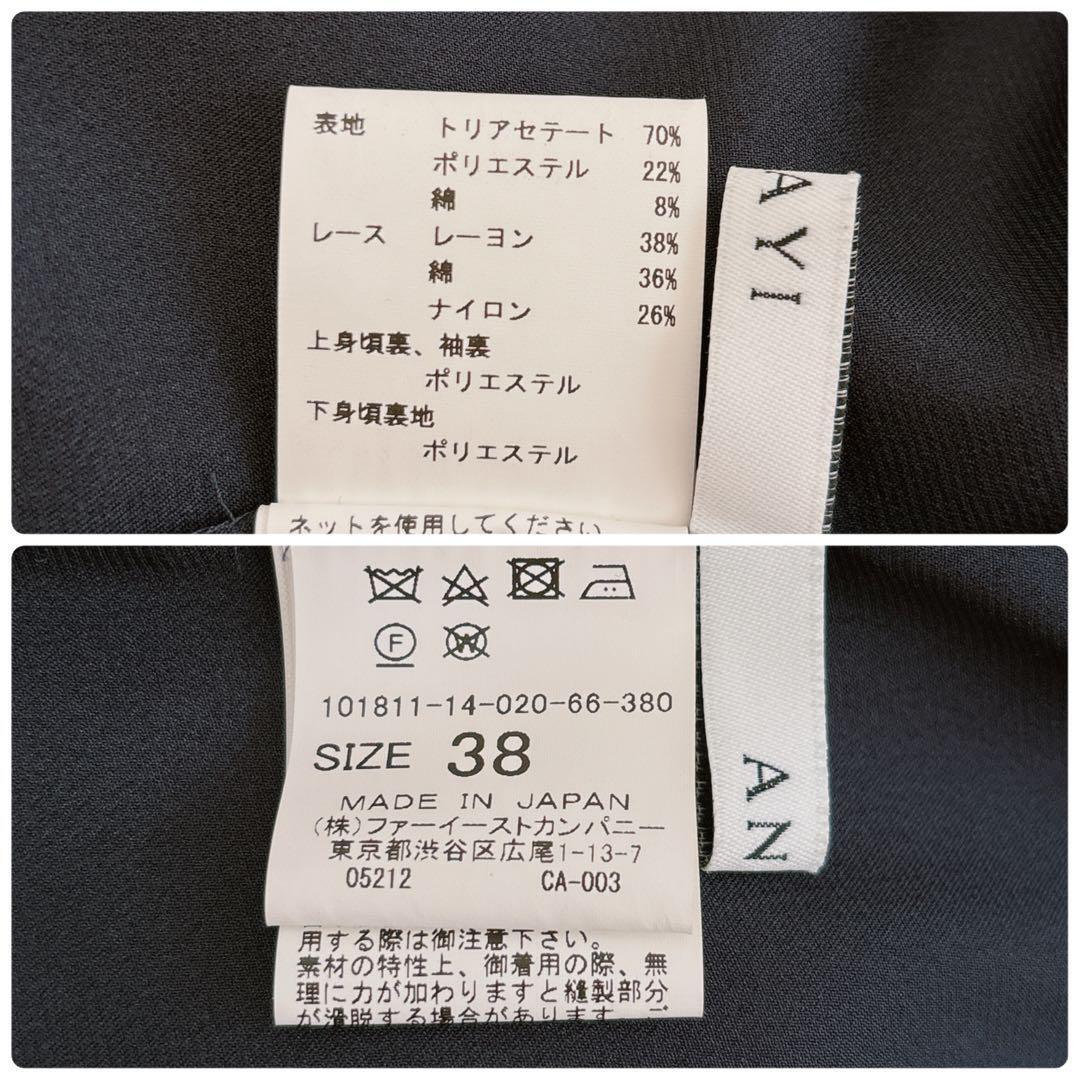 表地 トリアセテート 70%
ポリエステル 22%
綿 8%
レース レーヨン 38%
綿 36%
ナイロン 26%
上身頃裏、袖裏
ポリエステル
下身頃裏地
ポリエステル
ネットを使用してください
AYI
F
W
101811-14-020-66-380
SIZE 38
MADE IN JAPAN
(株)ファーイーストカンパニー
東京都渋谷区広尾1-13-7
05212 CA-003
用する際は御注意下さい。
素材の特性上、御着用の際、無
理に力が加わりますと縫製部分
が滑脱する場合があります。ご
AN